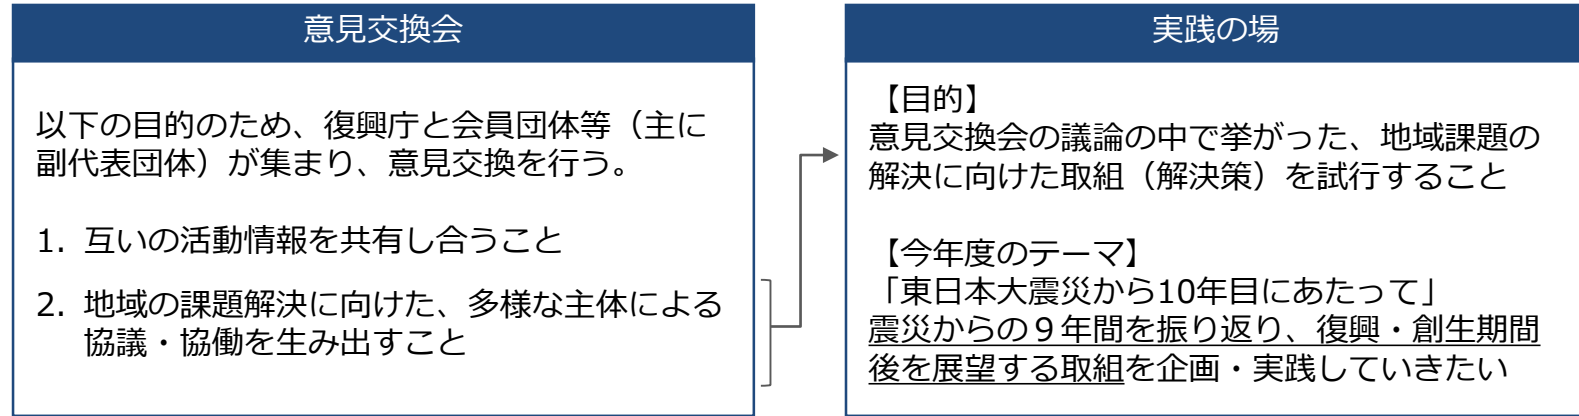 意見交換会
以下の目的のため、復興庁と会員団体等（主に
副代表団体）が集まり、意見交換を行う。
1. 互いの活動情報を共有し合うこと
2. 地域の課題解決に向けた、多様な主体による
協議・協働を生み出すこと
実践の場
【目的】
意見交換会の議論の中で挙がった、地域課題の
解決に向けた取組（解決策）を試行すること
【今年度のテーマ】
「東日本大震災から10年目にあたって」
震災からの９年間を振り返り、復興・創生期間
後を展望する取組を企画・実践していきたい